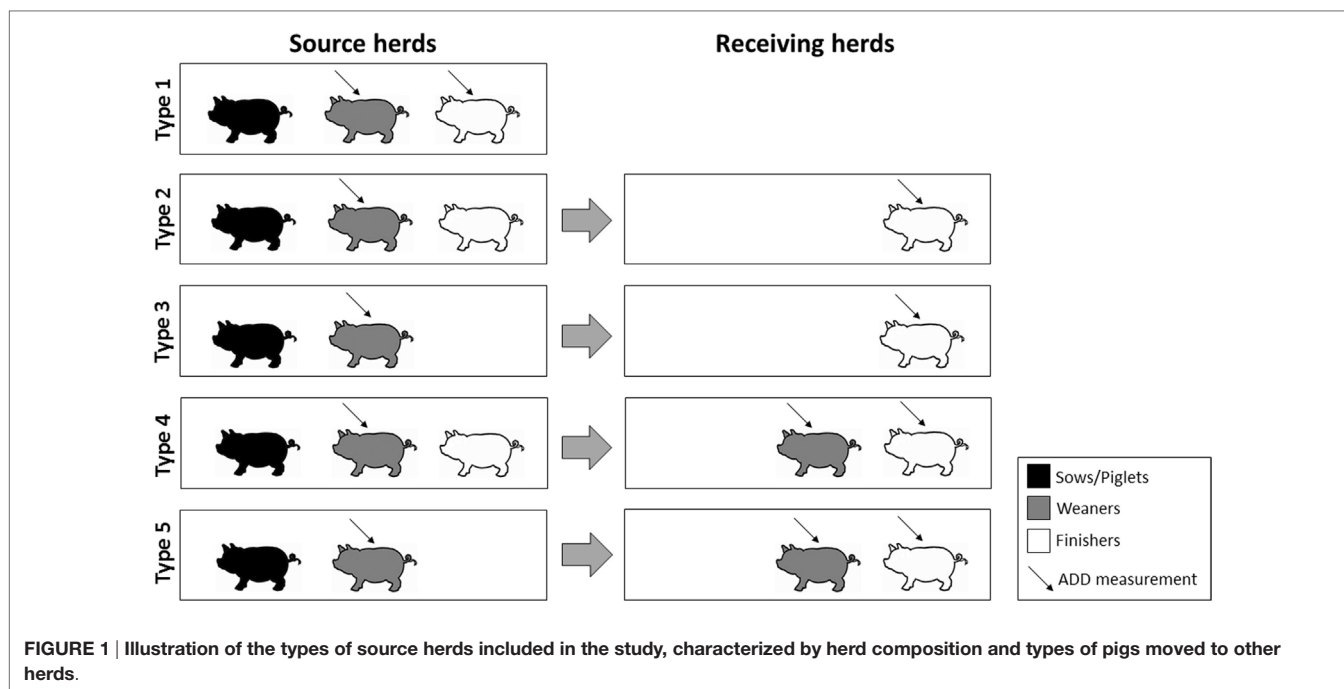 Source herds
Receiving herds
Type 1
Type 2
Type 3
Type 4
Type 5
Sows/Piglets
Weaners
Finishers
ADD measurement
FIGURE 1 | Illustration of the types of source herds included in the study, characterized by herd composition and types of pigs moved to other
herds.